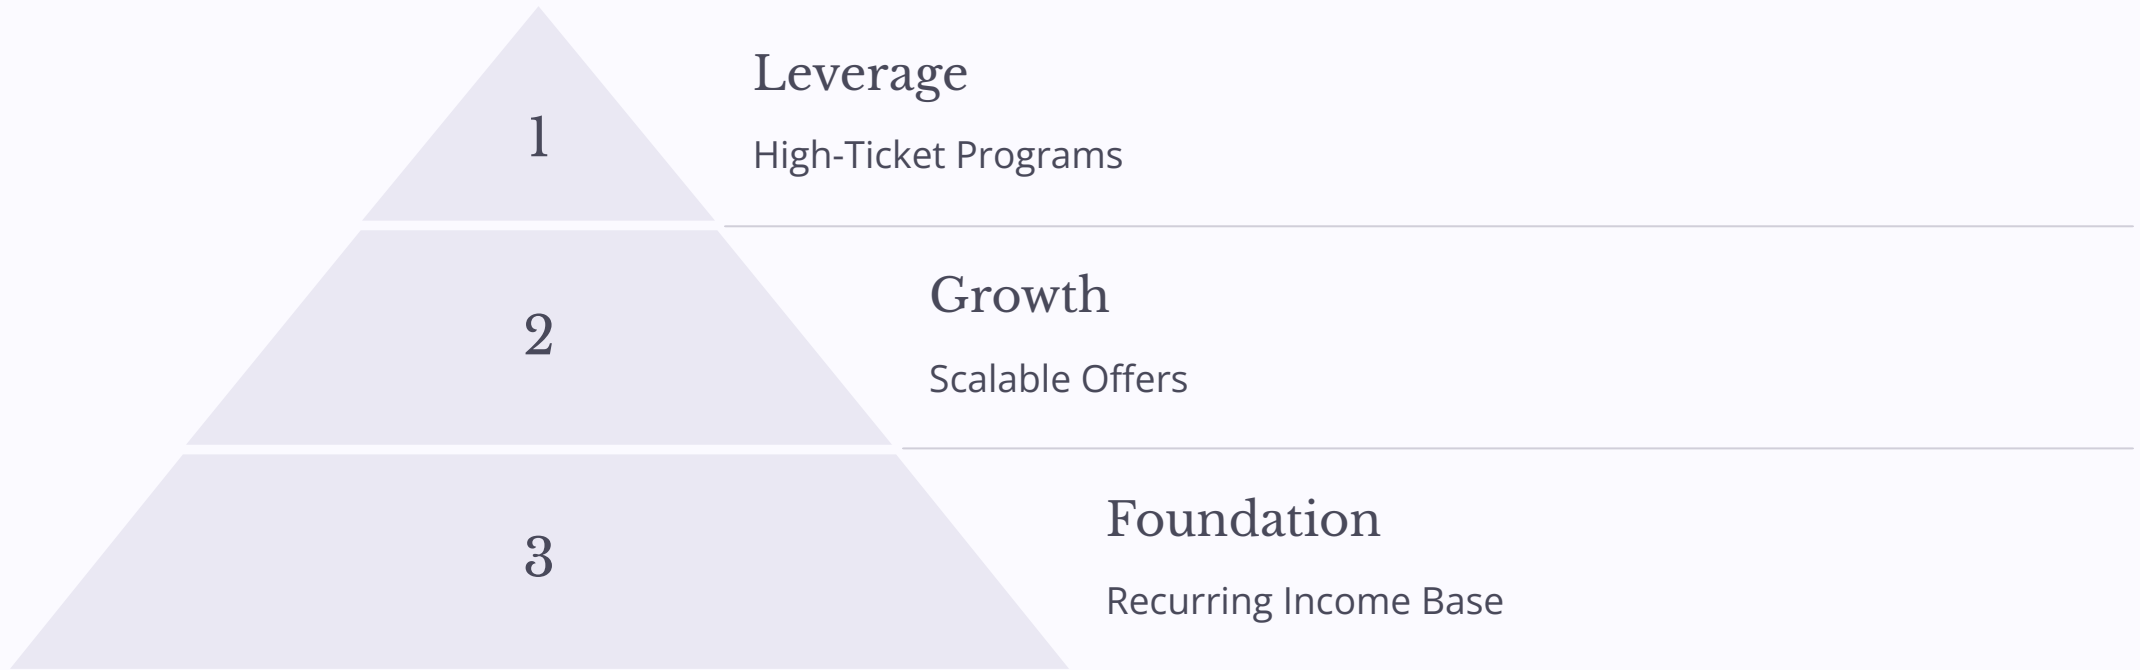 1
Leverage
High-Ticket Programs
2
Growth
Scalable Offers
3
Foundation
Recurring Income Base